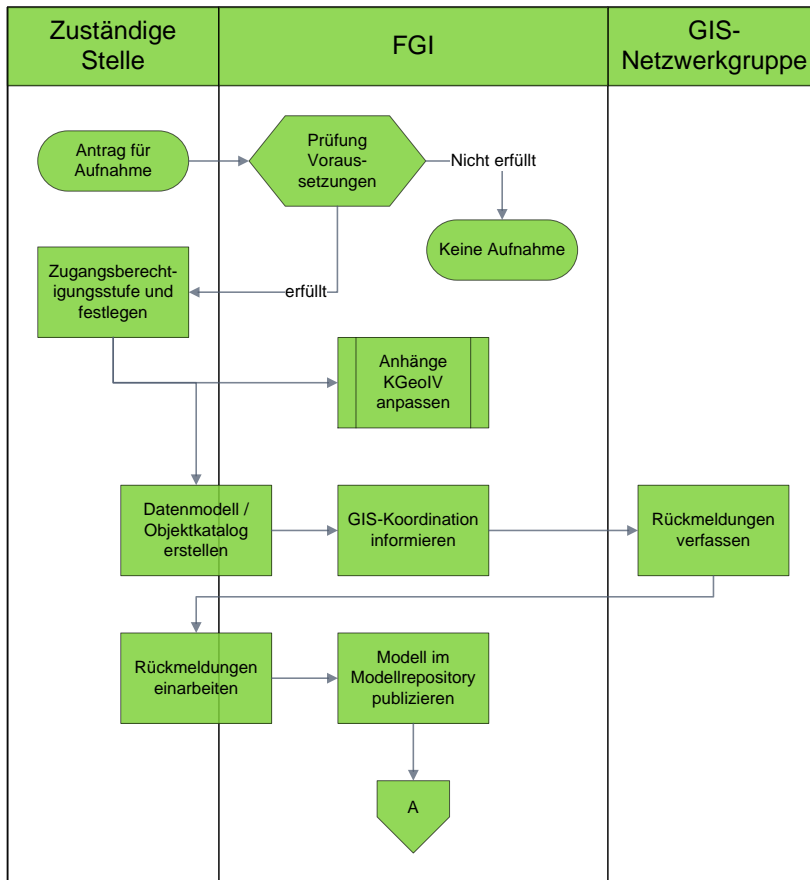 Zuständige
Stelle
FGI
GIS-
Netzwerkgruppe
Antrag für
Aufnahme
Prüfung
Voraus-
setzungen
Nicht erfüllt
Keine Aufnahme
Zugangsberecht-
igungsstufe und
festlegen
erfüllt
Anhänge
KGeoIV
anpassen
Datenmodell /
Objektkatalog
erstellen
GIS-Koordination
informieren
Rückmeldungen
verfassen
Rückmeldungen
einarbeiten
Modell im
Modellrepository
publizieren
A